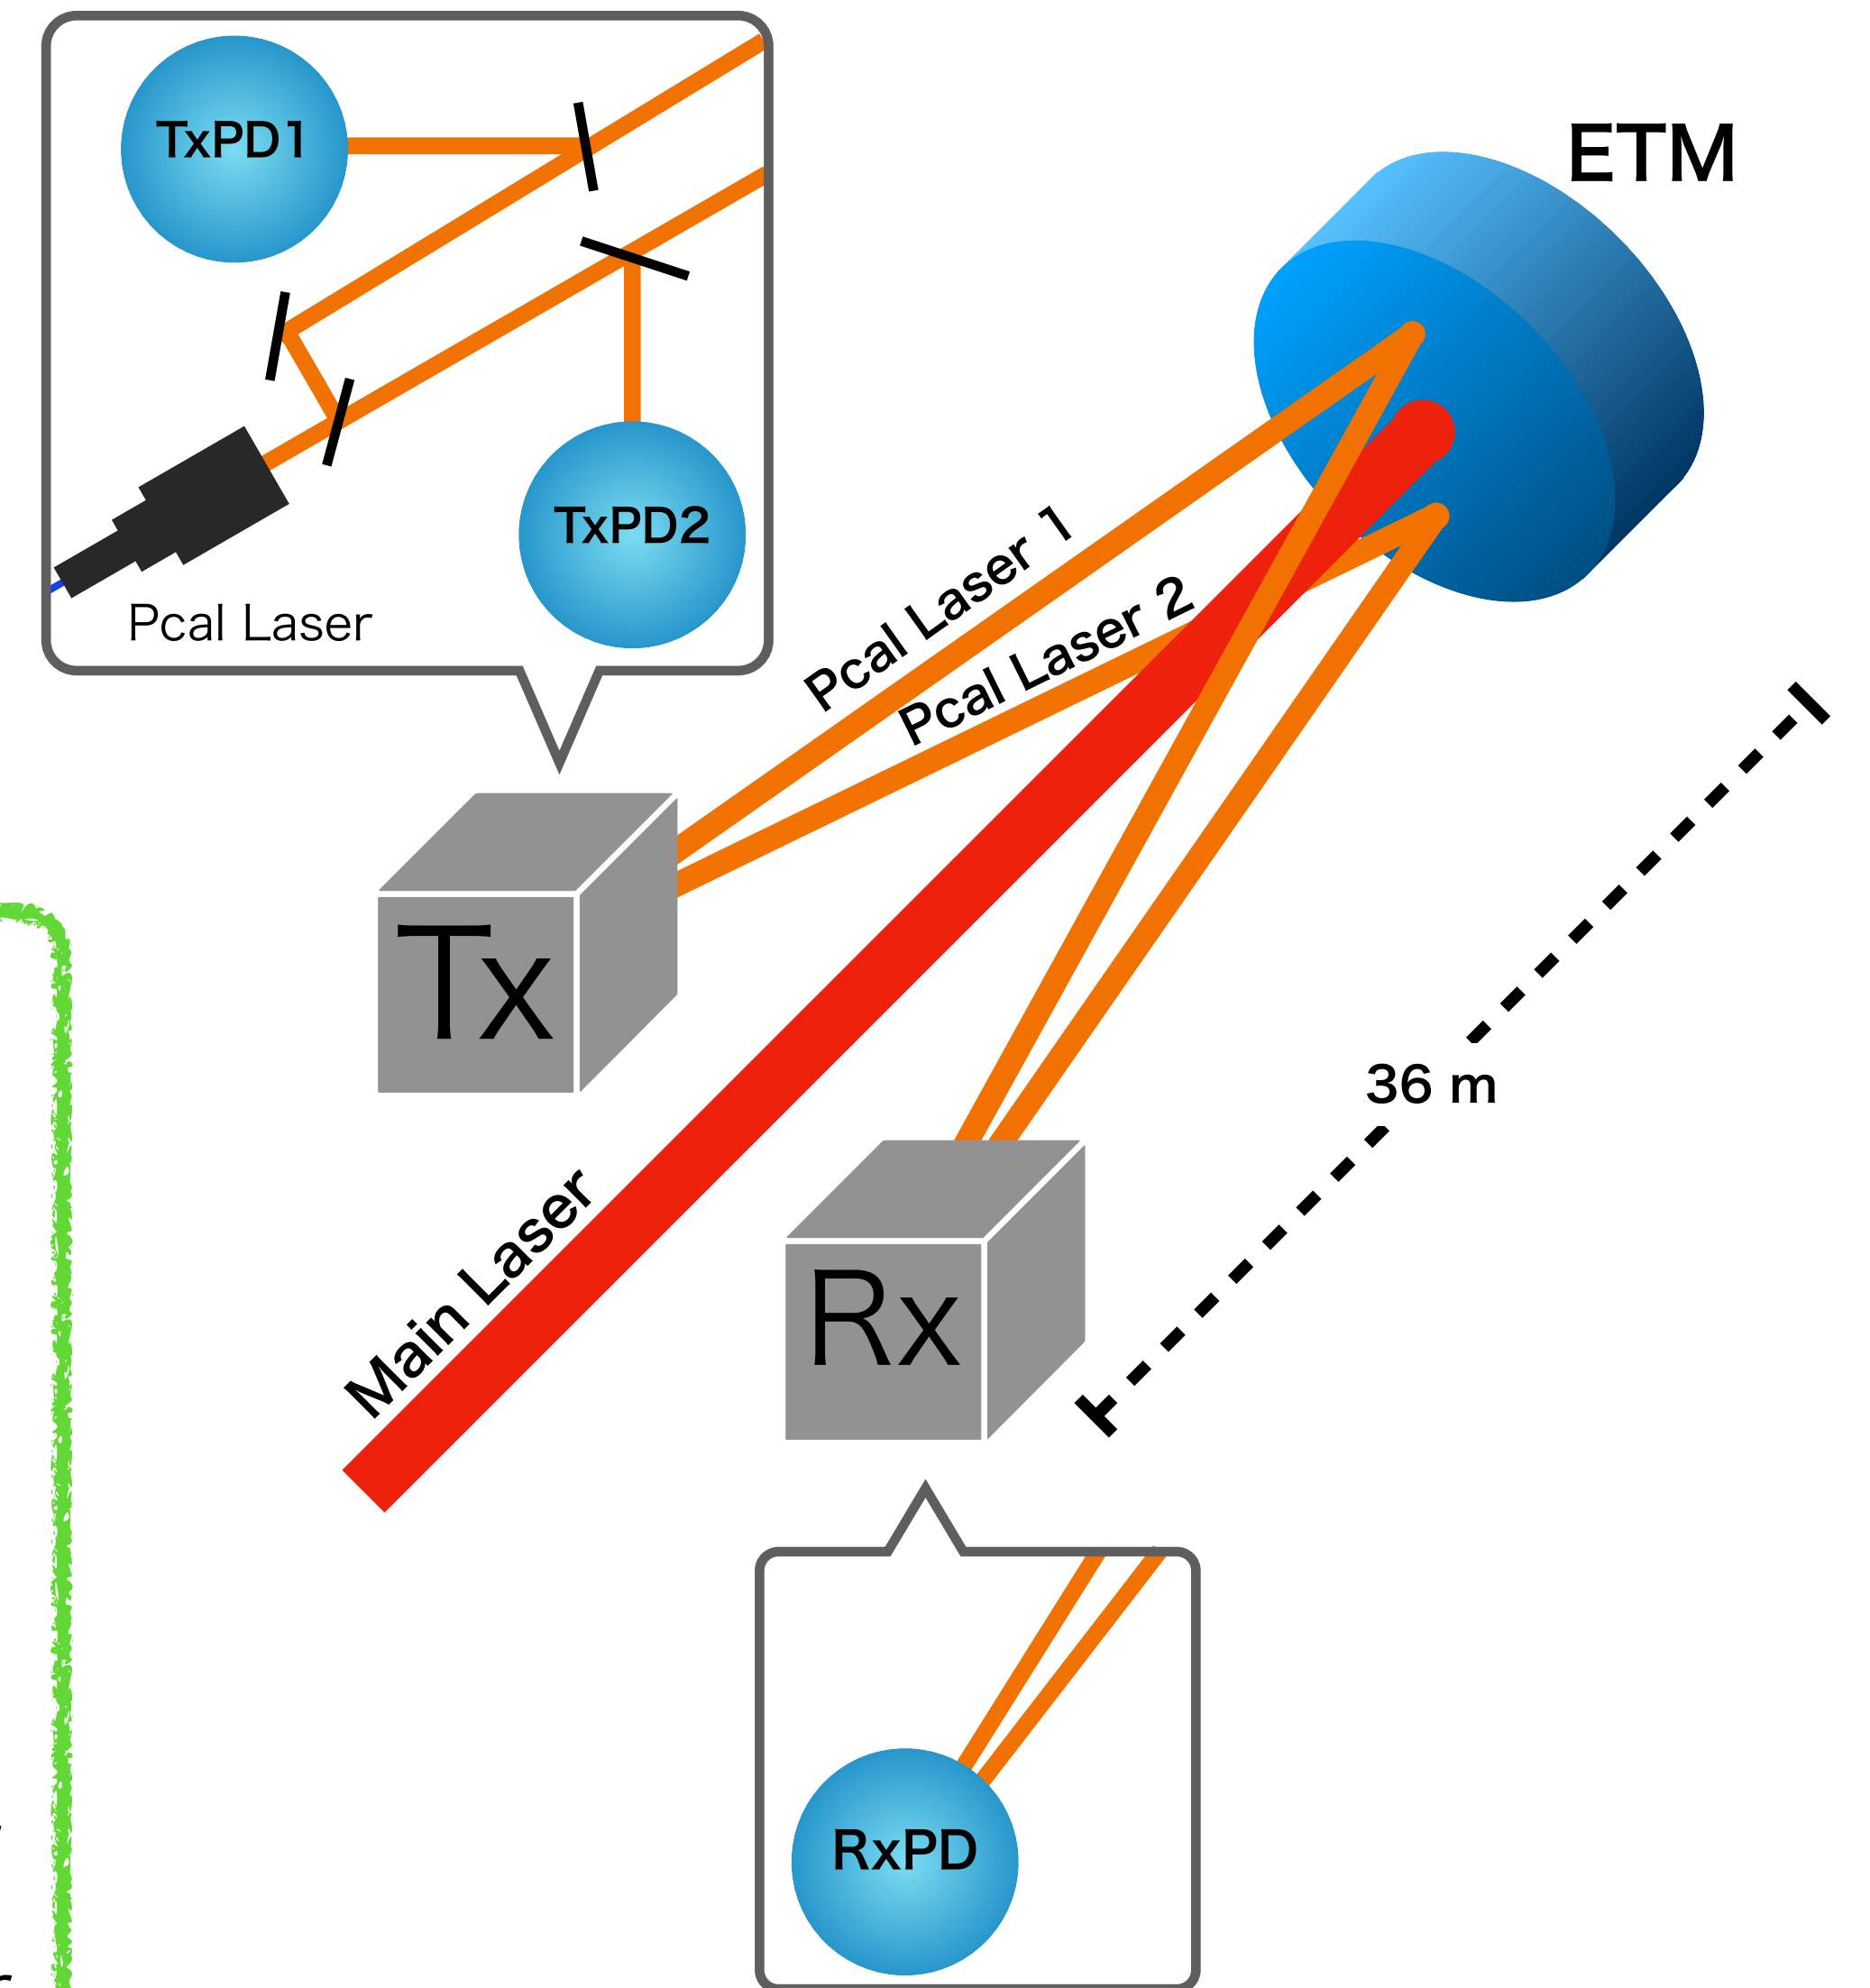 TxPD1
ETM
TxPD2
Pcal Laser
Pcal Laser 1
Pcal Laser 2
Tx
36 m
Main Laser
Rx
RxPD